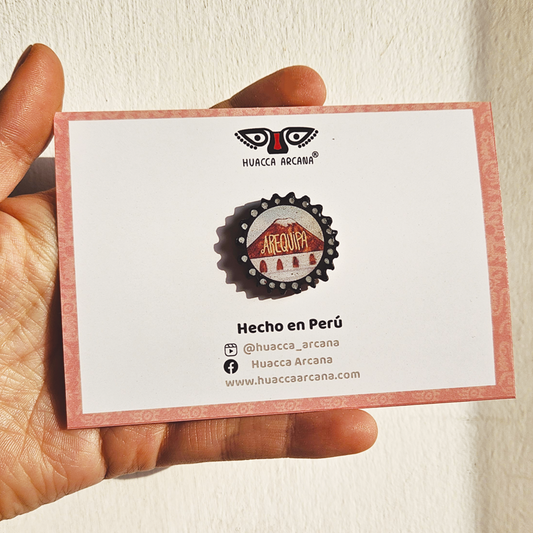 HUACCA ARCANA®
AREQUIPA
Hecho en Perú
@huacca_arcana
Huacca Arcana
www.huaccaarcana.com